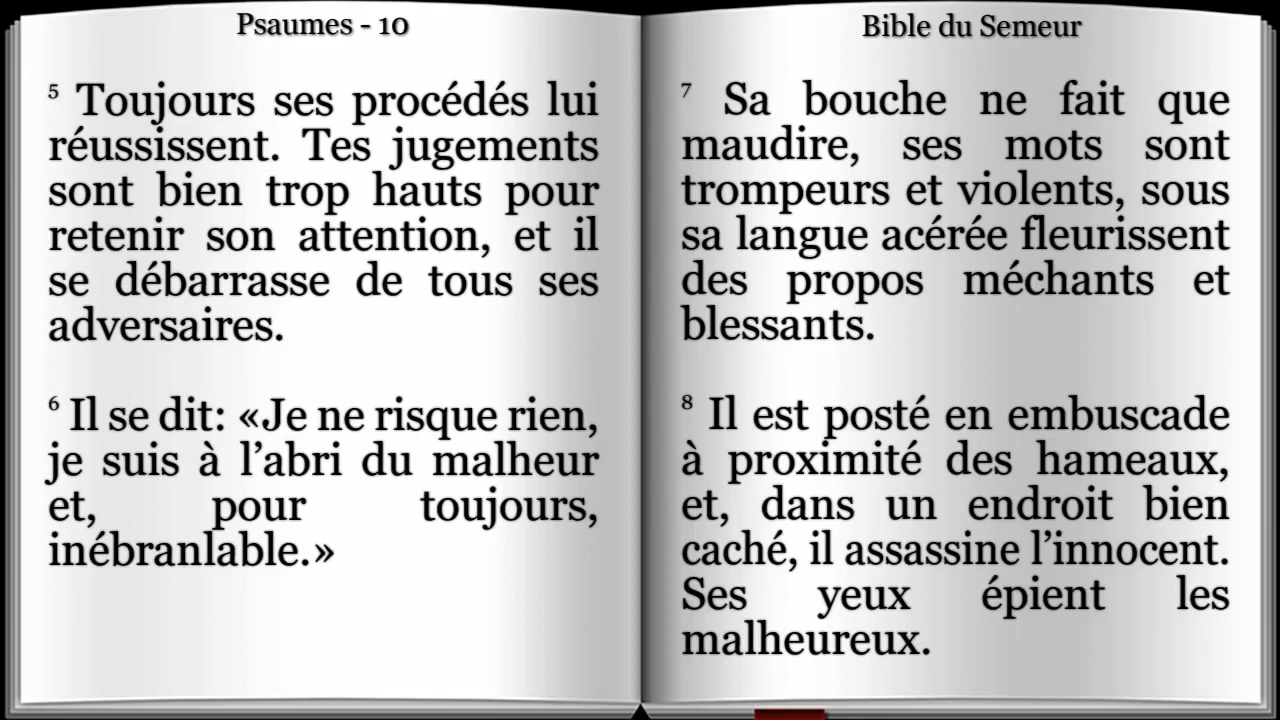 Psaumes - 10
5 Toujours ses procédés lui
réussissent. Tes jugements
sont bien trop hauts pour
retenir son attention, et il
se débarrasse de tous ses
adversaires.
6 Il se dit: «Je ne risque rien,
je suis à l’abri du malheur
et, pour toujours,
inébranlable.»
Bible du Semeur
7 Sa bouche ne fait que
maudire, ses mots sont
trompeurs et violents, sous
sa langue acérée fleurissent
des propos méchants et
blessants.
8 Il est posté en embuscade
à proximité des hameaux,
et, dans un endroit bien
caché, il assassine l’innocent.
Ses yeux épient les
malheureux.